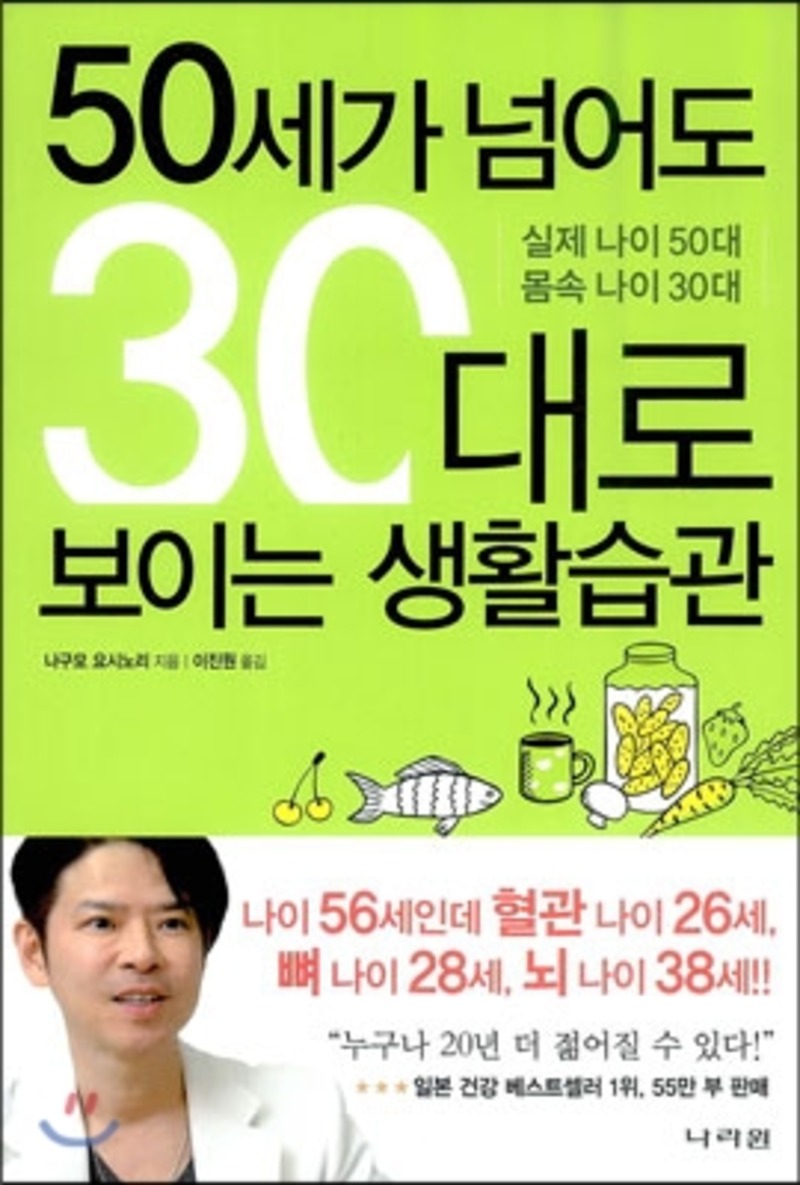 50세가 넘어도
실제 나이 50대
몸속 나이 30대
30대로
보이는 생활습관
나구모 요시노리 지음 | 이진원 옮김
나이 56세인데 혈관 나이 26세,
뼈 나이 28세, 뇌 나이 38세!!
“누구나 20년 더 젊어질 수 있다!”
★★★일본 건강 베스트셀러 1위, 55만 부 판매
나라원